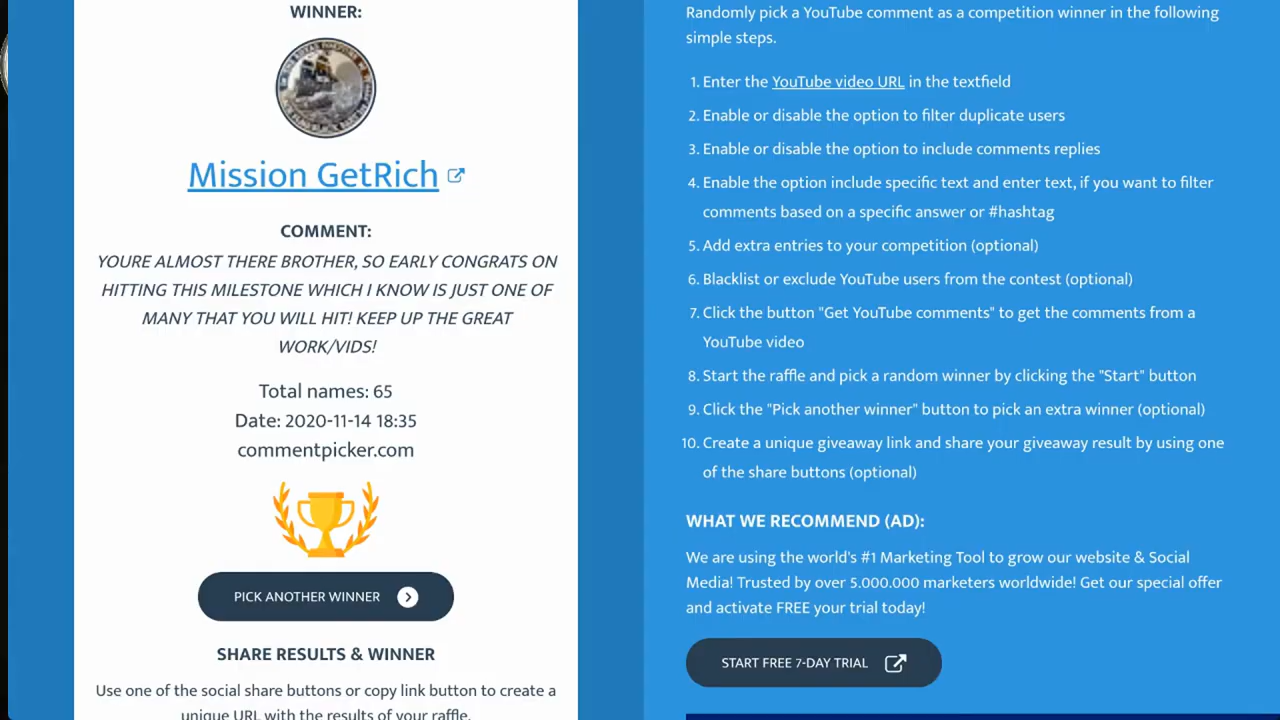 WINNER:
Mission GetRich
COMMENT:
YOURE ALMOST THERE BROTHER, SO EARLY CONGRATS ON
HITTING THIS MILESTONE WHICH I KNOW IS JUST ONE OF
MANY THAT YOU WILL HIT! KEEP UP THE GREAT
WORK/VIDS!
Total names: 65
Date: 2020-11-14 18:35
commentpicker.com
PICK ANOTHER WINNER
SHARE RESULTS & WINNER
Use one of the social share buttons or copy link button to create a
unique URL with the results of your raffle.
Randomly pick a YouTube comment as a competition winner in the following
simple steps.
1. Enter the YouTube video URL in the textfield
2. Enable or disable the option to filter duplicate users
3. Enable or disable the option to include comments replies
4. Enable the option include specific text and enter text, if you want to filter
comments based on a specific answer or #hashtag
5. Add extra entries to your competition (optional)
6. Blacklist or exclude YouTube users from the contest (optional)
7. Click the button "Get YouTube comments" to get the comments from a
YouTube video
8. Start the raffle and pick a random winner by clicking the "Start" button
9. Click the "Pick another winner" button to pick an extra winner (optional)
10. Create a unique giveaway link and share your giveaway result by using one
of the share buttons (optional)
WHAT WE RECOMMEND (AD):
We are using the world's #1 Marketing Tool to grow our website & Social
Media! Trusted by over 5.000.000 marketers worldwide! Get our special offer
and activate FREE your trial today!
START FREE 7-DAY TRIAL